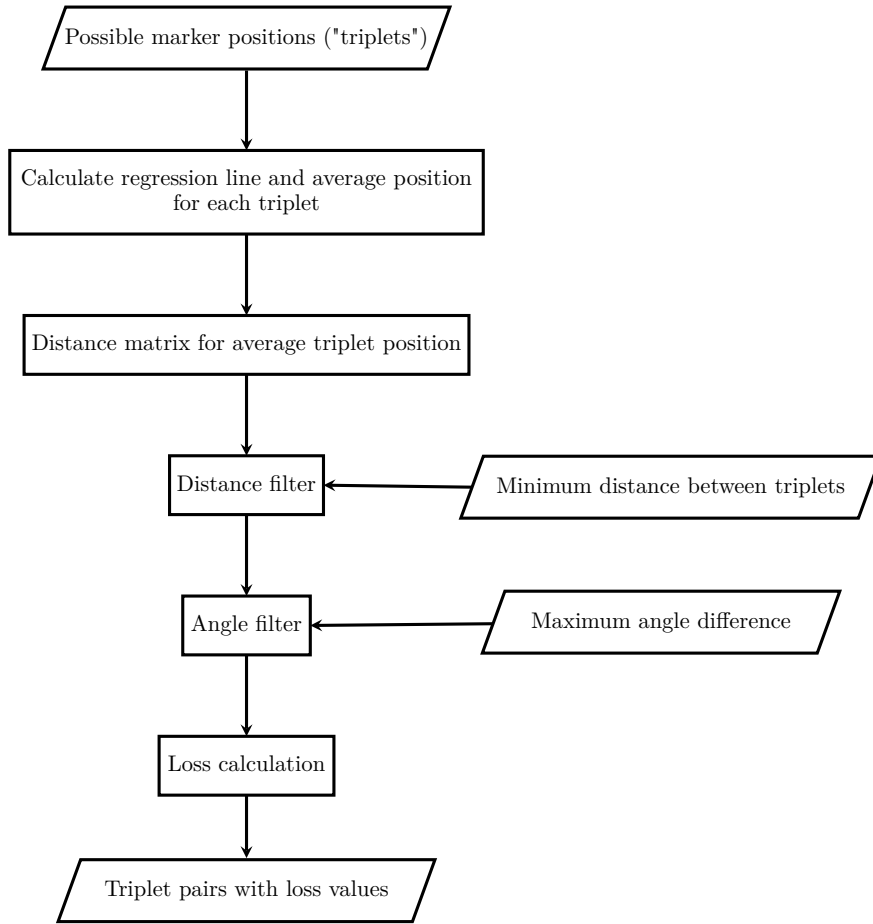 Possible marker positions ("triplets")
Calculate regression line and average position
for each triplet
Distance matrix for average triplet position
Distance filter
Minimum distance between triplets
Angle filter
Maximum angle difference
Loss calculation
Triplet pairs with loss values